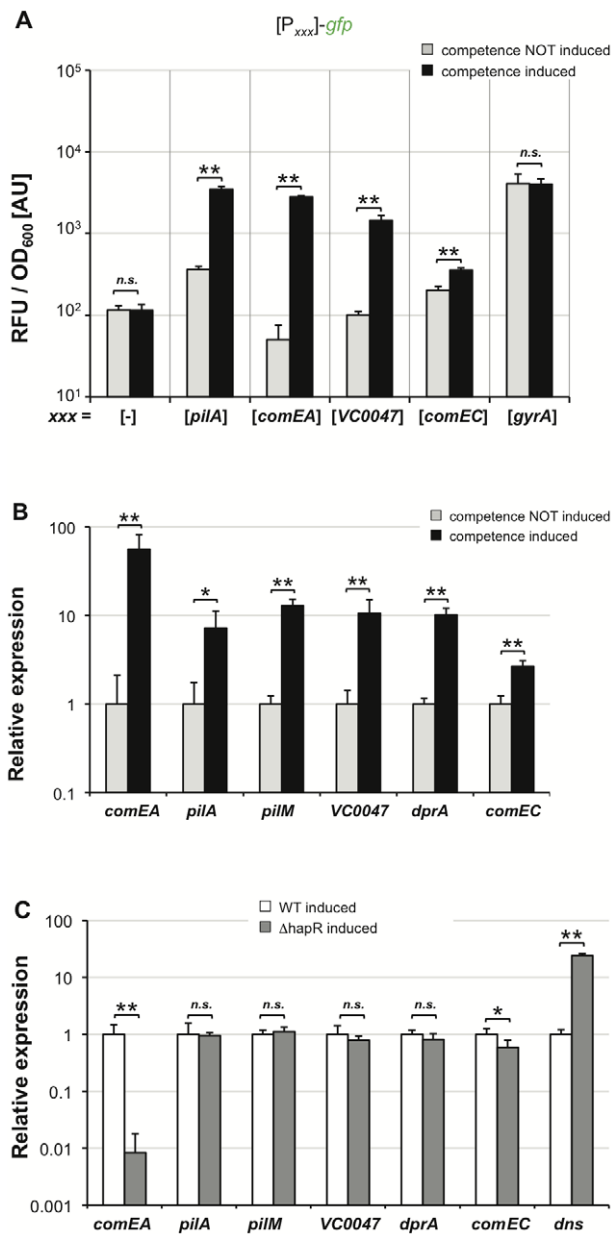 A
[Pxxx]-gfp
competence NOT induced
competence induced
RFU / OD600 [AU]
10^5
10^4
10^3
10^2
10^1
n.s. ** ** ** ** n.s.
xxx = [-] [pilA] [comEA] [VC0047] [comEC] [gyrA]
B
competence NOT induced
competence induced
Relative expression
100
10
1
0.1
** * ** ** ** **
comEA pilA pilM VC0047 dprA comEC
C
WT induced
ΔhapR induced
Relative expression
100
10
1
0.1
0.01
0.001
** n.s. n.s. n.s. n.s. * **
comEA pilA pilM VC0047 dprA comEC dns